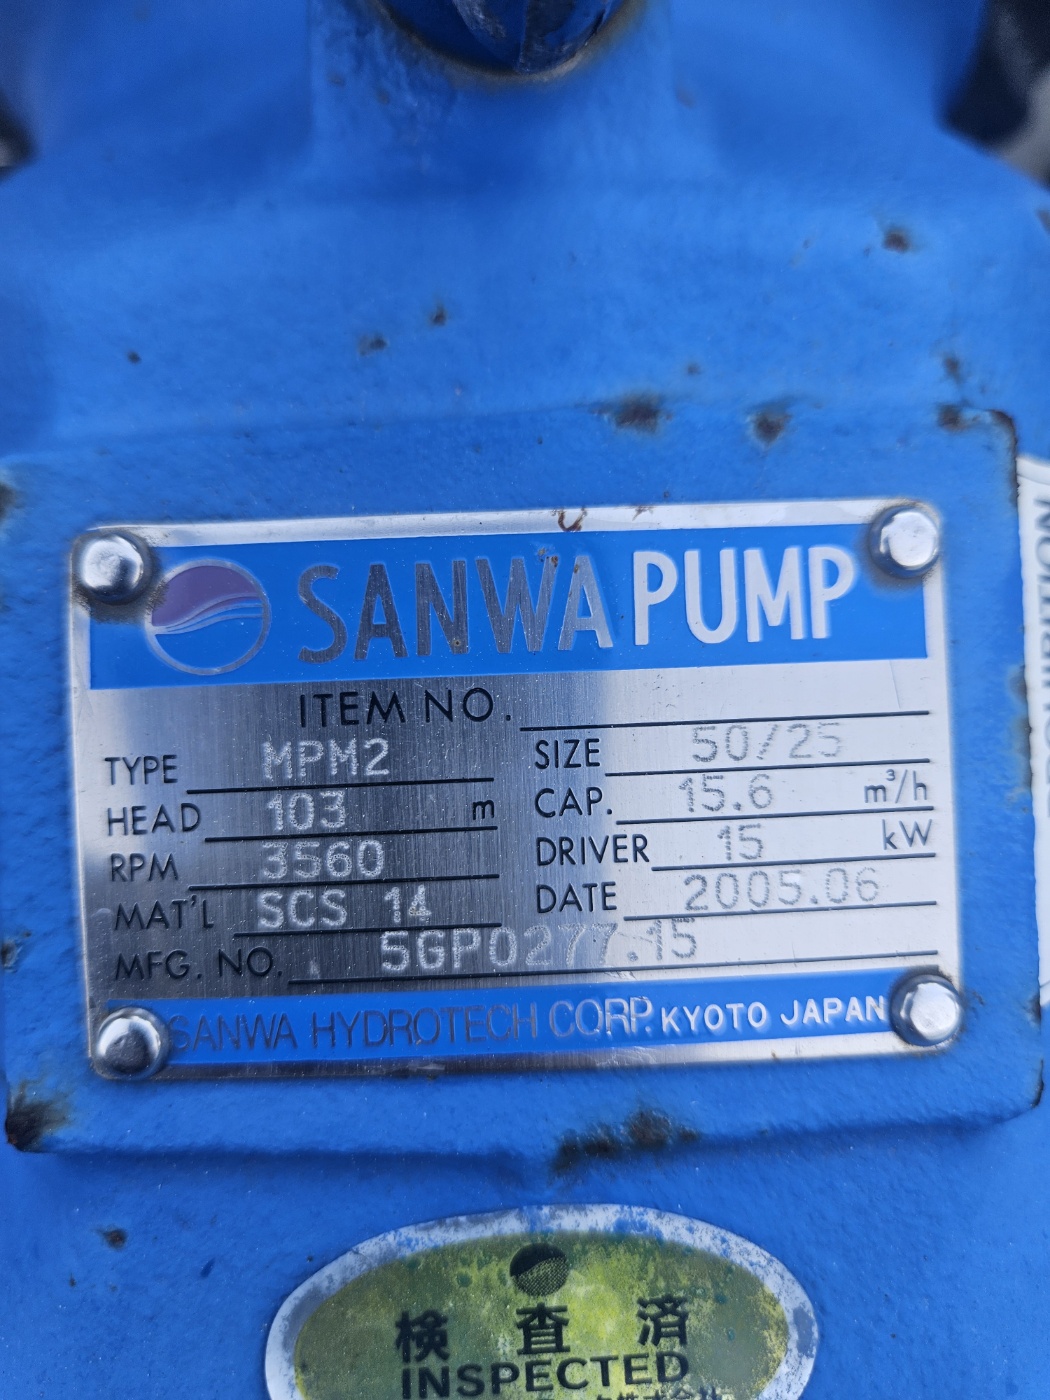 SANWA PUMP
ITEM NO.
TYPE MPM2 SIZE 50/25
HEAD 103 m CAP. 15.6 m³/h
RPM 3560 DRIVER 15 kW
MAT'L SCS 14 DATE 2005.06
MFG. NO. 5GP0277.15
SANWA HYDROTECH CORP. KYOTO JAPAN
検査済
INSPECTED